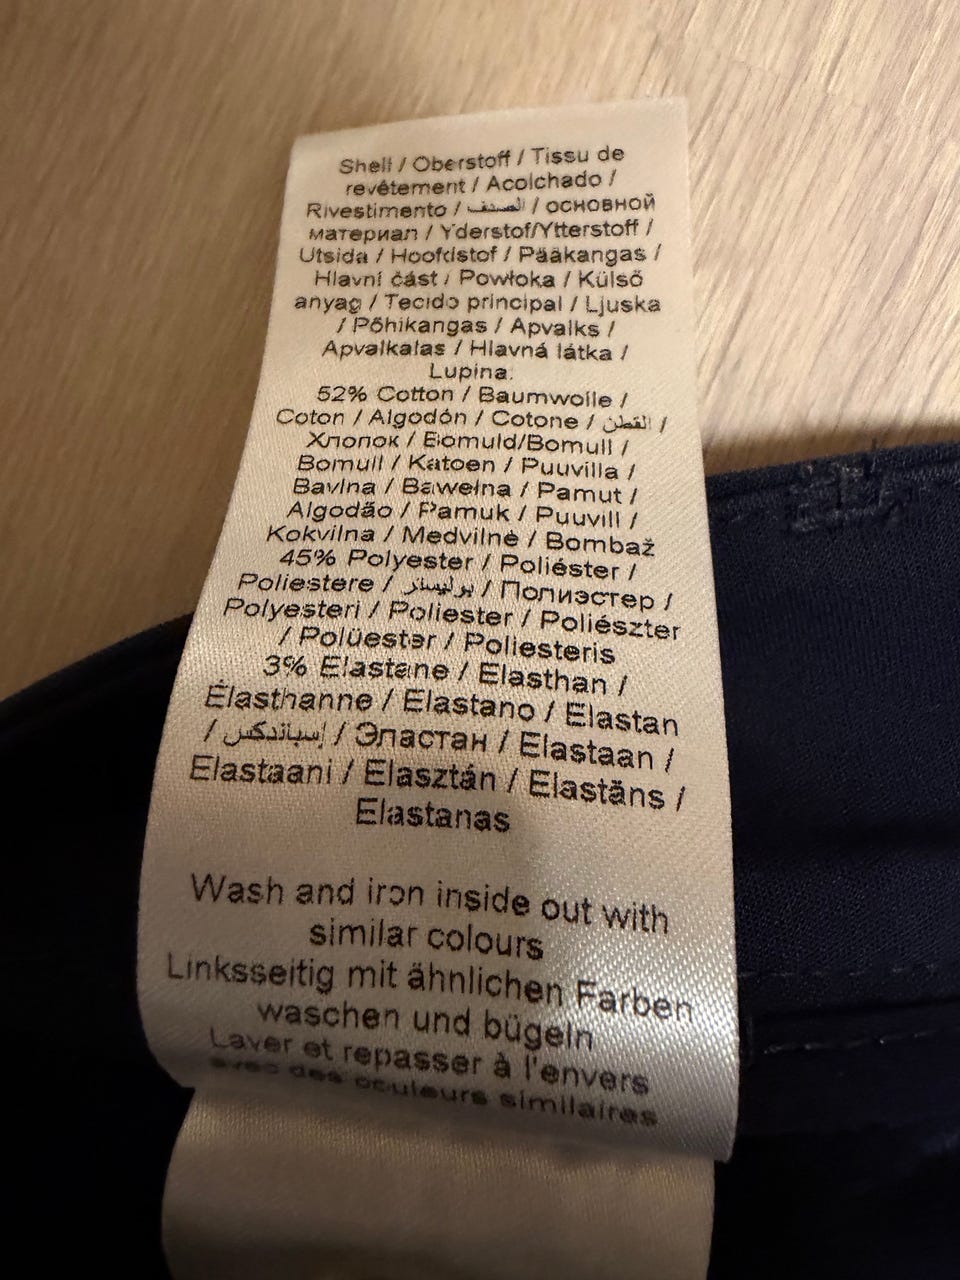 Shell / Oberstoff / Tissu de
revêtement / Acolchado /
Rivestimento / الصدف / основной
материал / Yderstof/Ytterstoff /
Utsida / Hoofdstof / Pääkangas /
Hlavní část / Powłoka / Külső
anyag / Tecido principal / Ljuska
/ Põhikangas / Apvalks /
Apvalkalas / Hlavná látka /
Lupina:
52% Cotton / Baumwolle /
Coton / Algodón / Cotone / القطن /
Хлопок / Bomuld/Bomull /
Bomull / Katoen / Puuvilla /
Bavlna / Bawełna / Pamut /
Algodão / Pamuk / Puuvill /
Kokvilna / Medvilnė / Bombaž
45% Polyester / Poliéster /
Poliestere / بوليستر / Полиэстер /
Polyesteri / Poliester / Poliészter
/ Polüester / Poliesteris
3% Elastane / Elasthan /
Élasthanne / Elastano / Elastan
/ إسباندكس / Эластан / Elastaan /
Elastaani / Elasztán / Elastāns /
Elastanas
Wash and iron inside out with
similar colours
Linksseitig mit ähnlichen Farben
waschen und bügeln
Laver et repasser à l'envers
avec des couleurs similaires